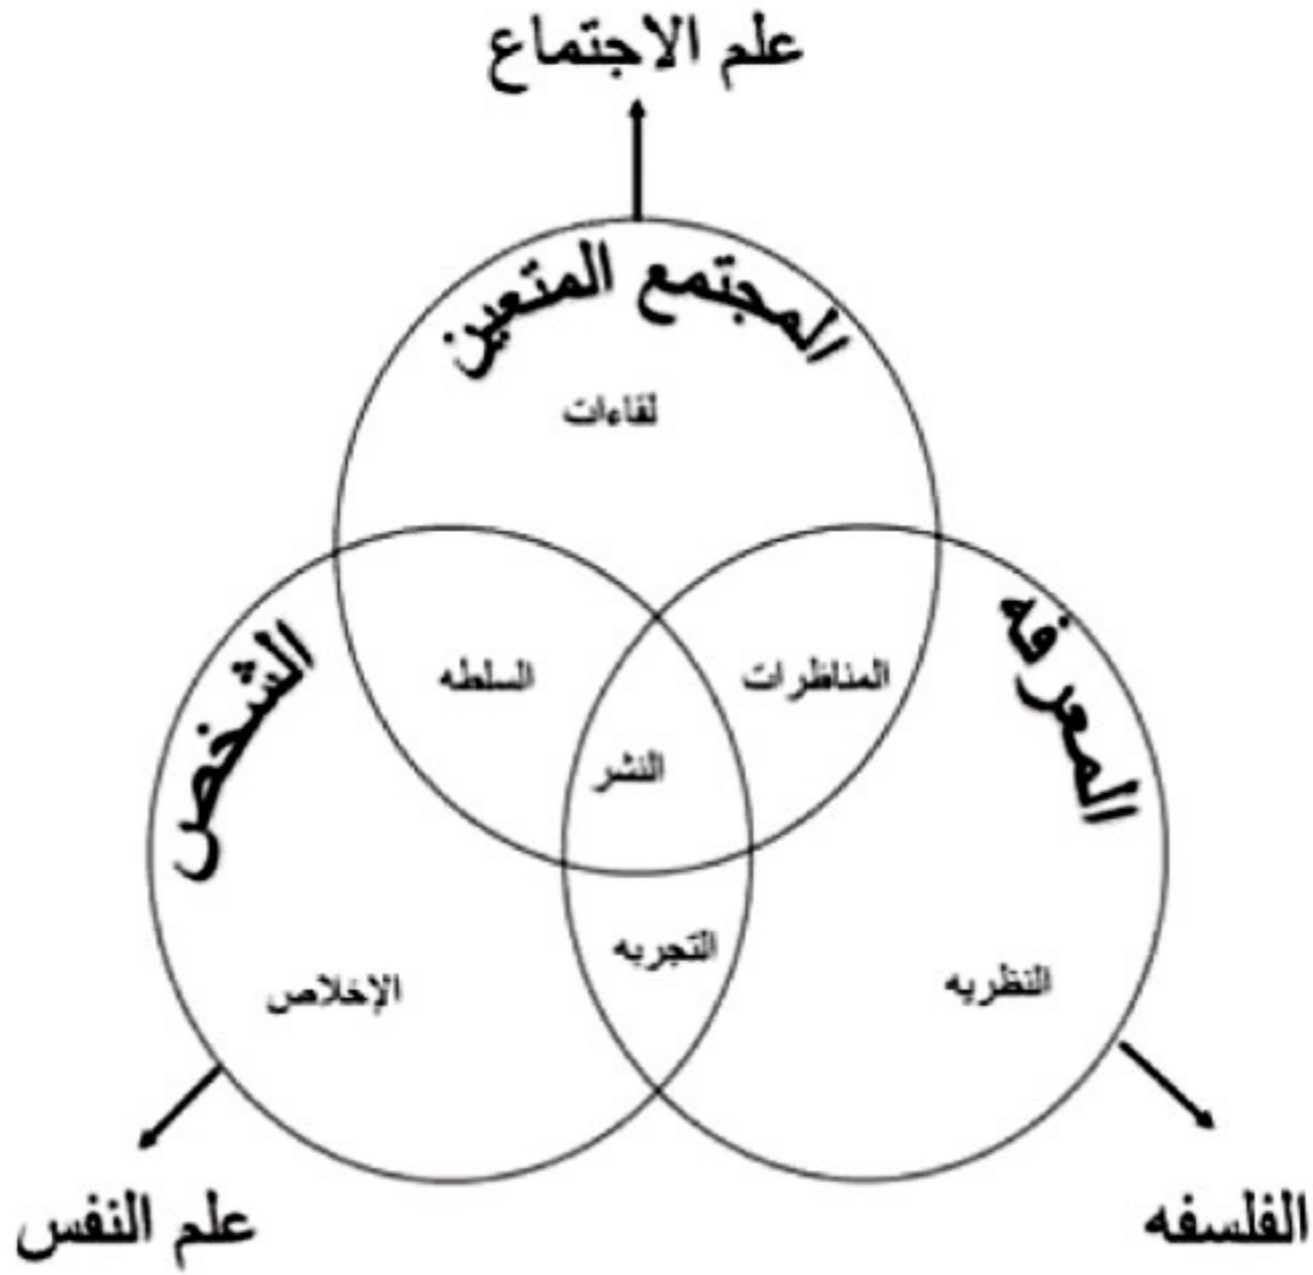 علم الاجتماع
المجتمع المتعين
لقاءات
الشخص
المعرفه
السلطه
المناظرات
النشر
التجربه
الإخلاص
النظريه
علم النفس
الفلسفه